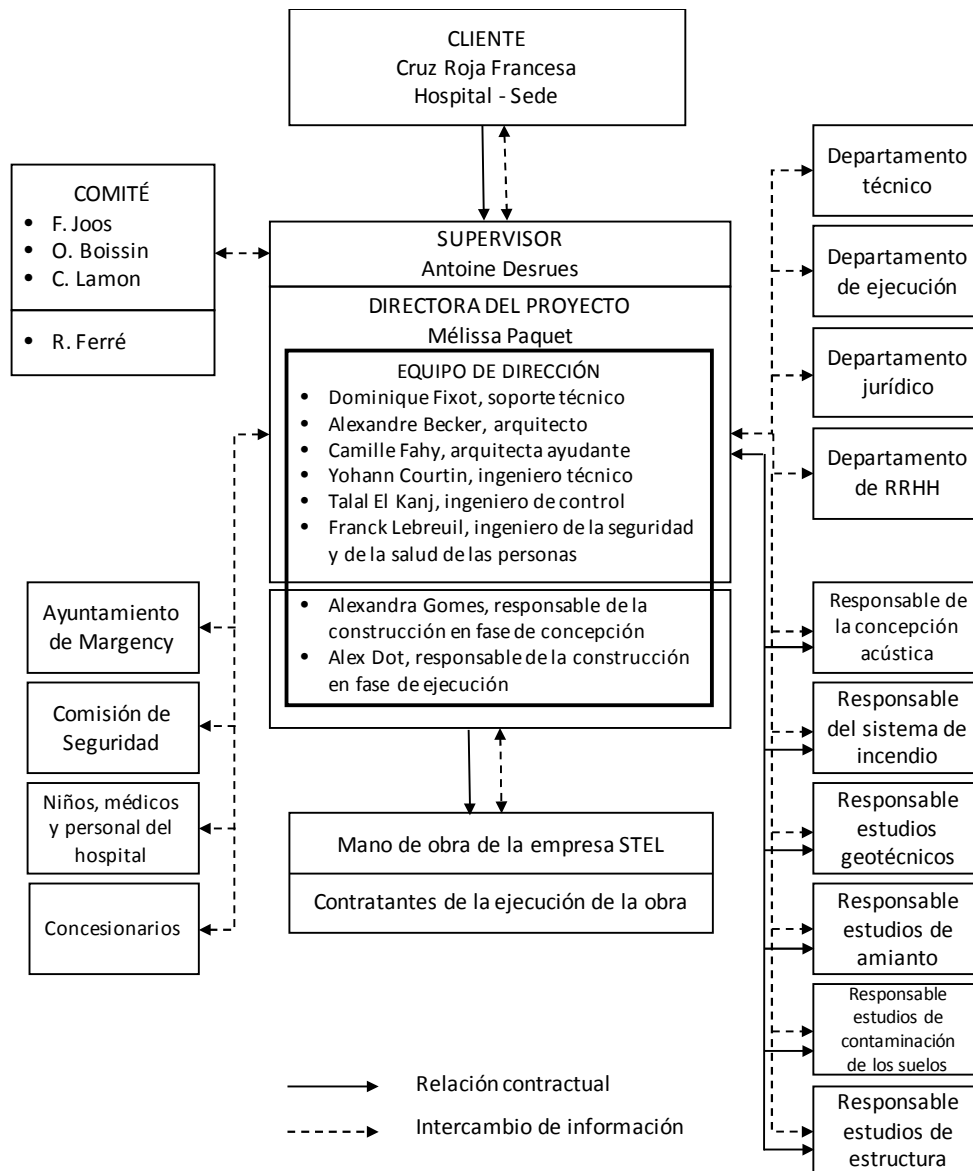 CLIENTE
Cruz Roja Francesa
Hospital - Sede
COMITÉ
• F. Joos
• O. Boissin
• C. Lamon
• R. Ferré
SUPERVISOR
Antoine Desrues
DIRECTORA DEL PROYECTO
Mélissa Paquet
EQUIPO DE DIRECCIÓN
• Dominique Fixot, soporte técnico
• Alexandre Becker, arquitecto
• Camille Fahy, arquitecta ayudante
• Yohann Courtin, ingeniero técnico
• Talal El Kanj, ingeniero de control
• Franck Lebreuil, ingeniero de la seguridad
y de la salud de las personas
• Alexandra Gomes, responsable de la
construcción en fase de concepción
• Alex Dot, responsable de la construcción
en fase de ejecución
Ayuntamiento
de Margency
Comisión de
Seguridad
Niños, médicos
y personal del
hospital
Concesionarios
Mano de obra de la empresa STEL
Contratantes de la ejecución de la obra
Departamento
técnico
Departamento
de ejecución
Departamento
jurídico
Departamento
de RRHH
Responsable de
la concepción
acústica
Responsable
del sistema de
incendio
Responsable
estudios
geotécnicos
Responsable
estudios de
amianto
Responsable
estudios de
contaminación
de los suelos
Responsable
estudios de
estructura
Relación contractual
Intercambio de información